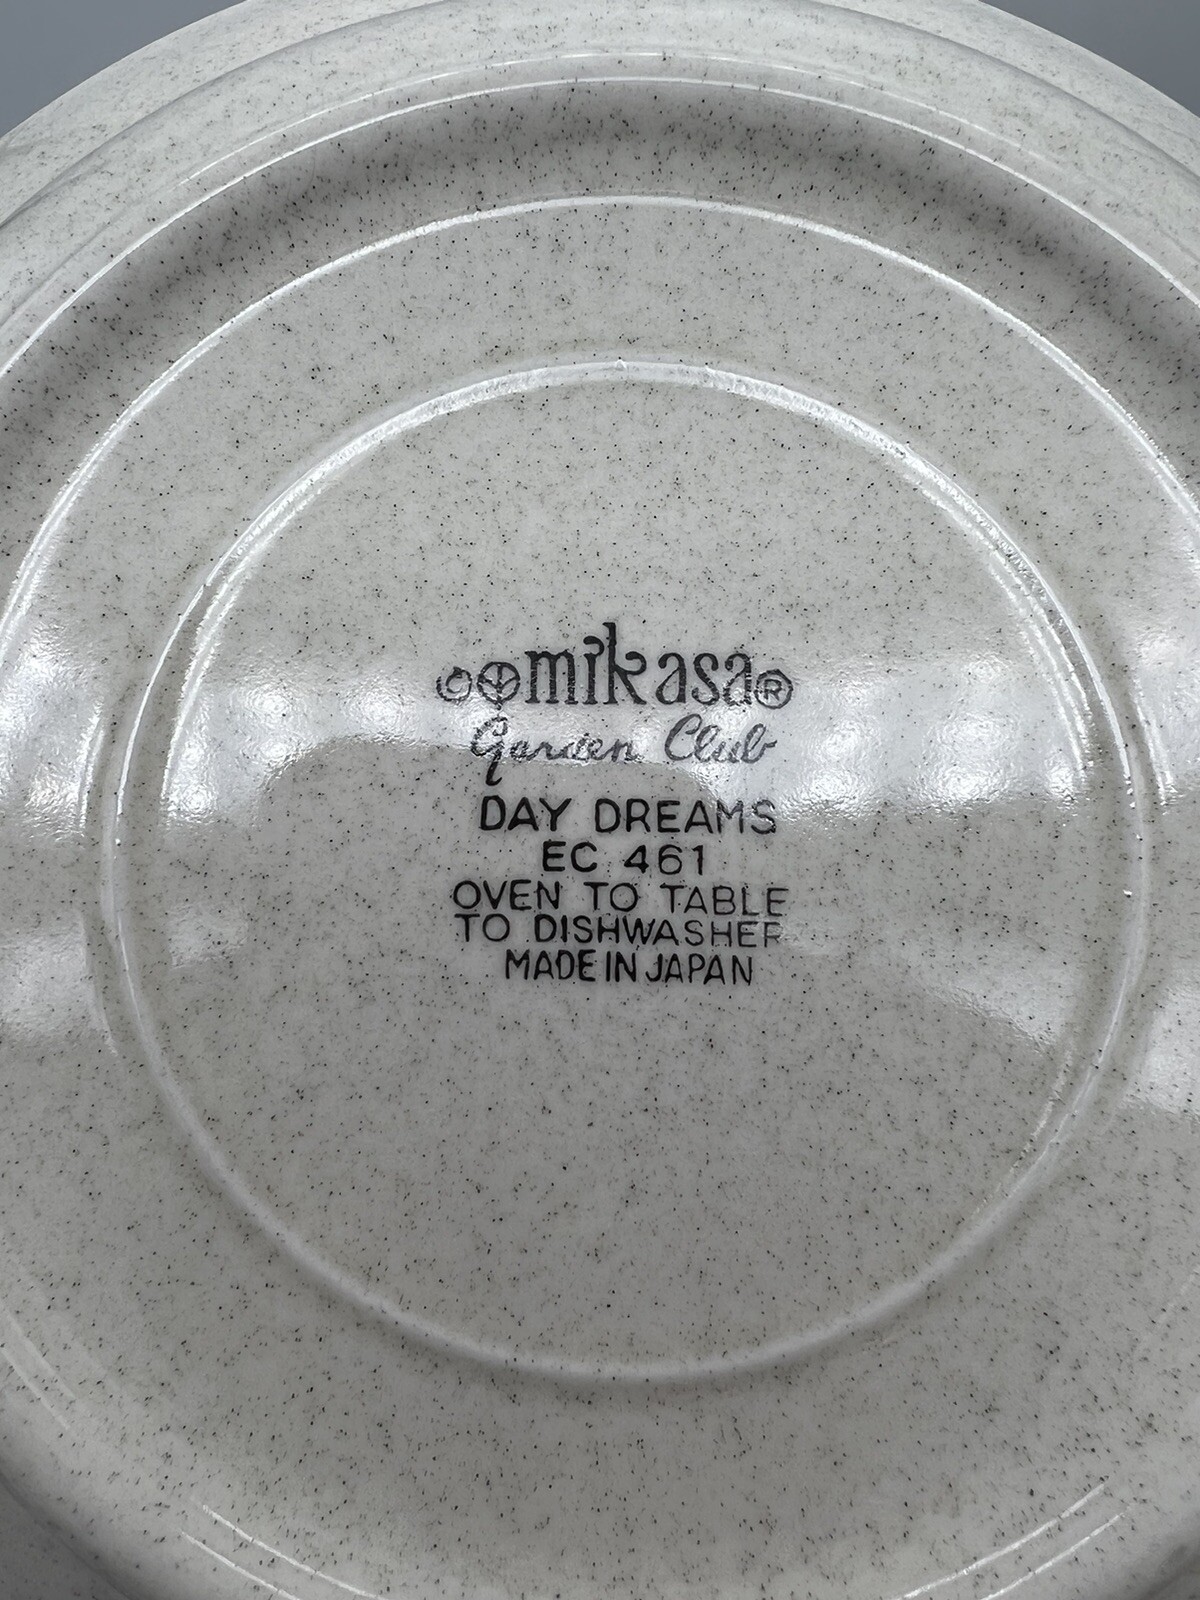 mikasa®
Garden Club
DAY DREAMS
EC 461
OVEN TO TABLE
TO DISHWASHER
MADE IN JAPAN